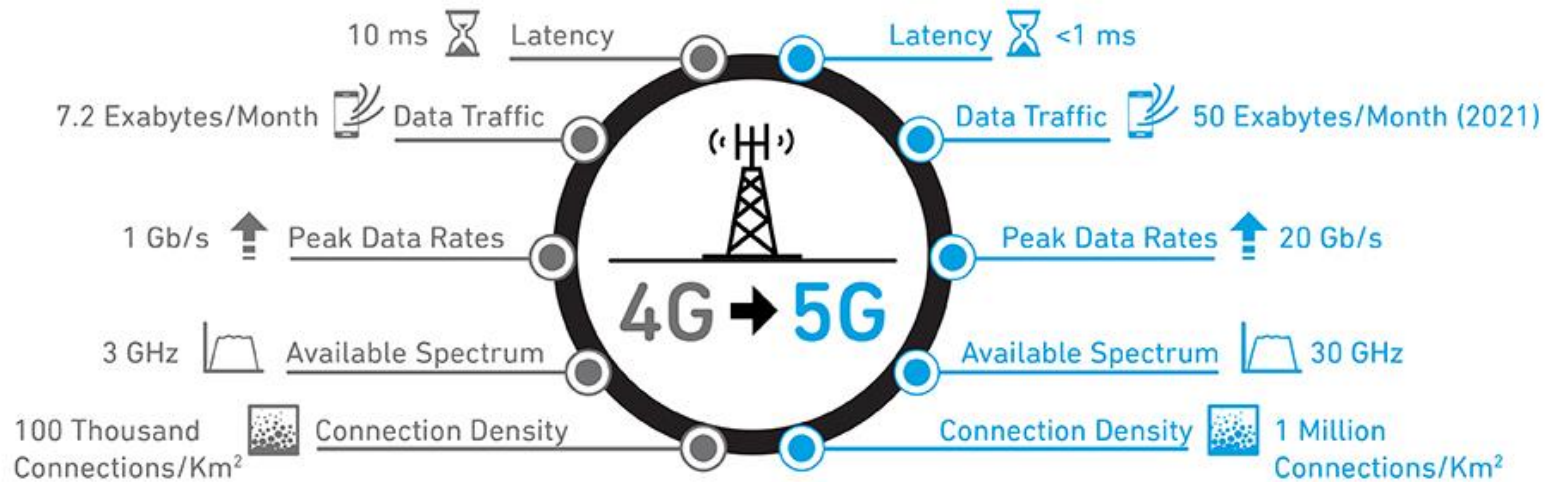 10 ms Latency
7.2 Exabytes/Month Data Traffic
1 Gb/s Peak Data Rates
3 GHz Available Spectrum
100 Thousand
Connections/Km² Connection Density
4G 5G
Latency <1 ms
Data Traffic 50 Exabytes/Month (2021)
Peak Data Rates 20 Gb/s
Available Spectrum 30 GHz
Connection Density 1 Million
Connections/Km²